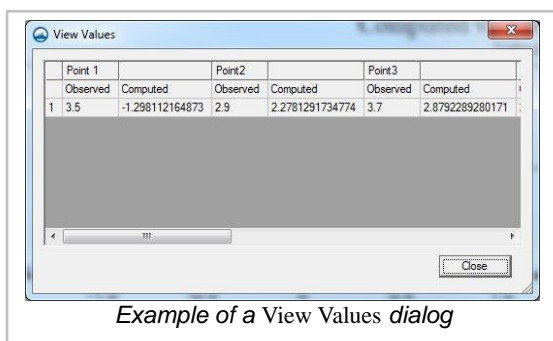 View Values
Point 1 Point2 Point3
Observed Computed Observed Computed Observed Computed
1 3.5 -1.298112164873 2.9 2.2781291734774 3.7 2.8792289280171
Close
Example of a View Values dialog